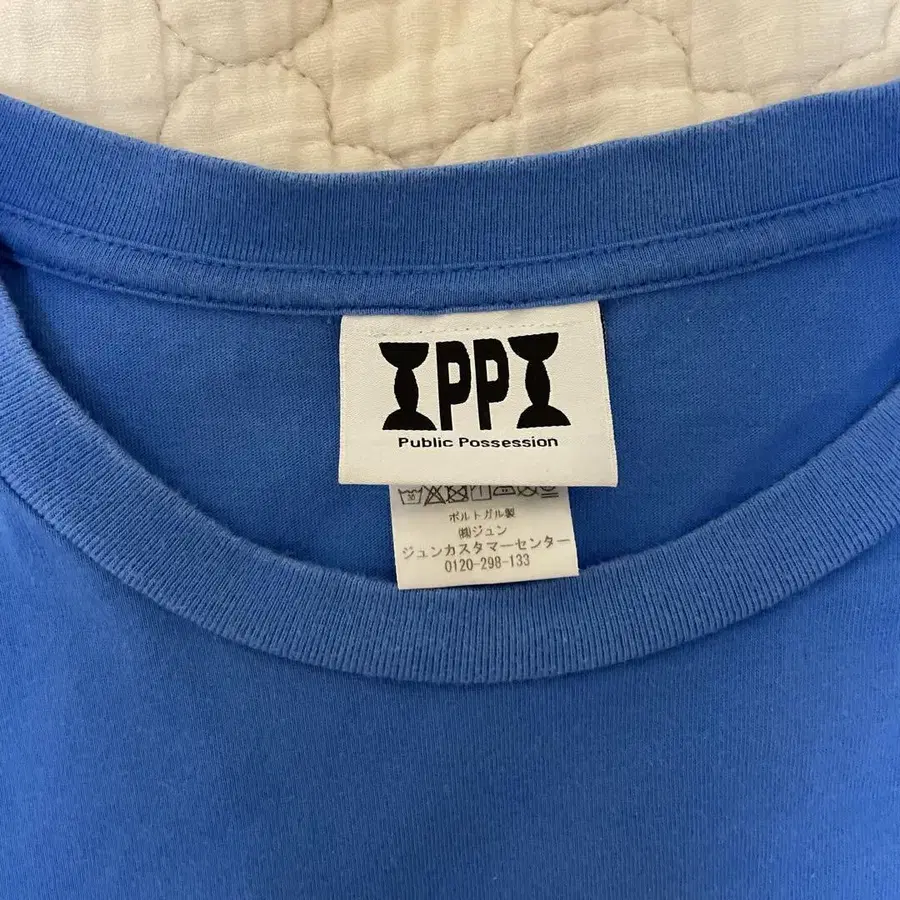 PP
Public Possession
ポルトガル製
㈱ジュン
ジュンカスタマーセンター
0120-298-133